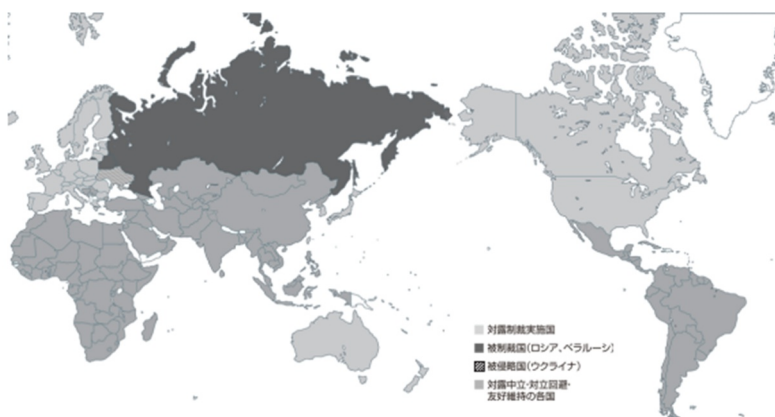 対露制裁実施国
被制裁国(ロシア、ベラルーシ)
被侵略国(ウクライナ)
対露中立・対立回避・
友好維持の各国